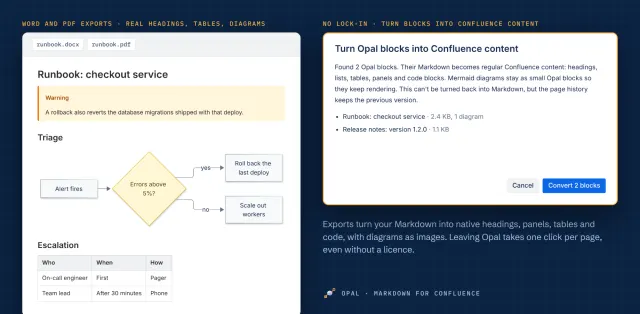 WORD AND PDF EXPORTS · REAL HEADINGS, TABLES, DIAGRAMS
runbook.docx runbook.pdf
Runbook: checkout service
Warning
A rollback also reverts the database migrations shipped with that deploy.
Triage
Alert fires
Errors above
5%?
yes
no
Roll back the
last deploy
Scale out
workers
Escalation
Who When How
On-call engineer First Pager
Team lead After 30 minutes Phone
NO LOCK-IN · TURN BLOCKS INTO CONFLUENCE CONTENT
Turn Opal blocks into Confluence content
Found 2 Opal blocks. Their Markdown becomes regular Confluence content: headings,
lists, tables, panels and code blocks. Mermaid diagrams stay as small Opal blocks so
they keep rendering. This can't be turned back into Markdown, but the page history
keeps the previous version.
• Runbook: checkout service · 2.4 KB, 1 diagram
• Release notes: version 1.2.0 · 1.1 KB
Cancel Convert 2 blocks
Exports turn your Markdown into native headings, panels, tables and
code, with diagrams as images. Leaving Opal takes one click per page,
even without a licence.
OPAL · MARKDOWN FOR CONFLUENCE